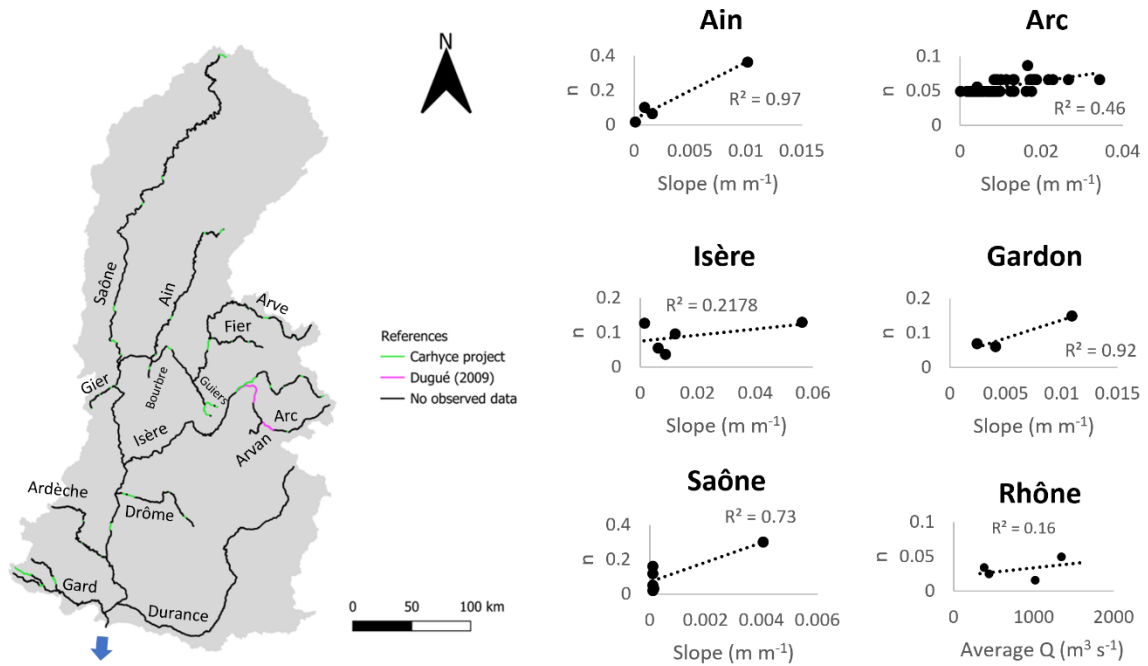 N
Saône
Ain
Arve
Fier
Gier
Bourbre
Guiers
Isère
Arc
Arvan
Ardèche
Drôme
Gard
Durance
References
Carhyce project
Dugué (2009)
No observed data
0 50 100 km
Ain
n
0.4
0.2
0
R² = 0.97
0 0.005 0.01 0.015
Slope (m m⁻¹)
Arc
n
0.1
0.05
0
R² = 0.46
0 0.02 0.04
Slope (m m⁻¹)
Isère
n
0.2
0.1
0
R² = 0.2178
0 0.02 0.04 0.06
Slope (m m⁻¹)
Gardon
n
0.2
0.1
0
R² = 0.92
0 0.005 0.01 0.015
Slope (m m⁻¹)
Saône
n
0.4
0.2
0
R² = 0.73
0 0.002 0.004 0.006
Slope (m m⁻¹)
Rhône
n
0.1
0.05
0
R² = 0.16
0 1000 2000
Average Q (m³ s⁻¹)